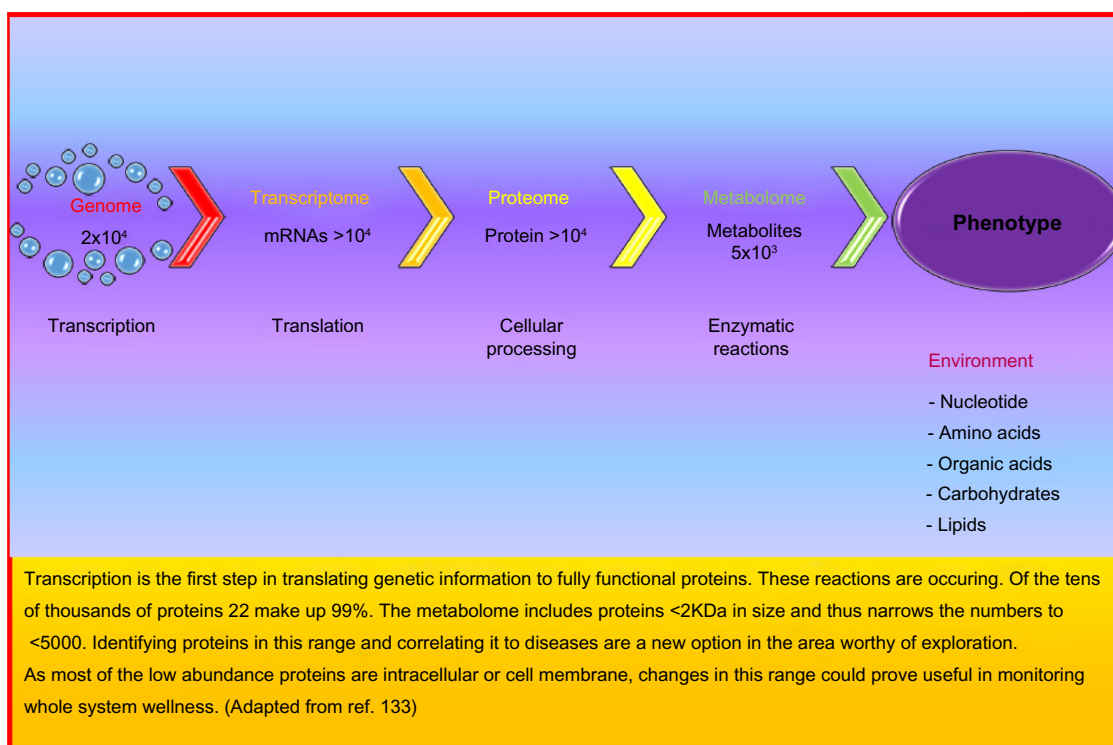 Genome
2x10⁴
Transcription
Transcriptome
mRNAs >10⁴
Translation
Proteome
Protein >10⁴
Cellular
processing
Metabolome
Metabolites
5x10³
Enzymatic
reactions
Phenotype
Environment
- Nucleotide
- Amino acids
- Organic acids
- Carbohydrates
- Lipids
Transcription is the first step in translating genetic information to fully functional proteins. These reactions are occuring. Of the tens
of thousands of proteins 22 make up 99%. The metabolome includes proteins <2KDa in size and thus narrows the numbers to
<5000. Identifying proteins in this range and correlating it to diseases are a new option in the area worthy of exploration.
As most of the low abundance proteins are intracellular or cell membrane, changes in this range could prove useful in monitoring
whole system wellness. (Adapted from ref. 133)